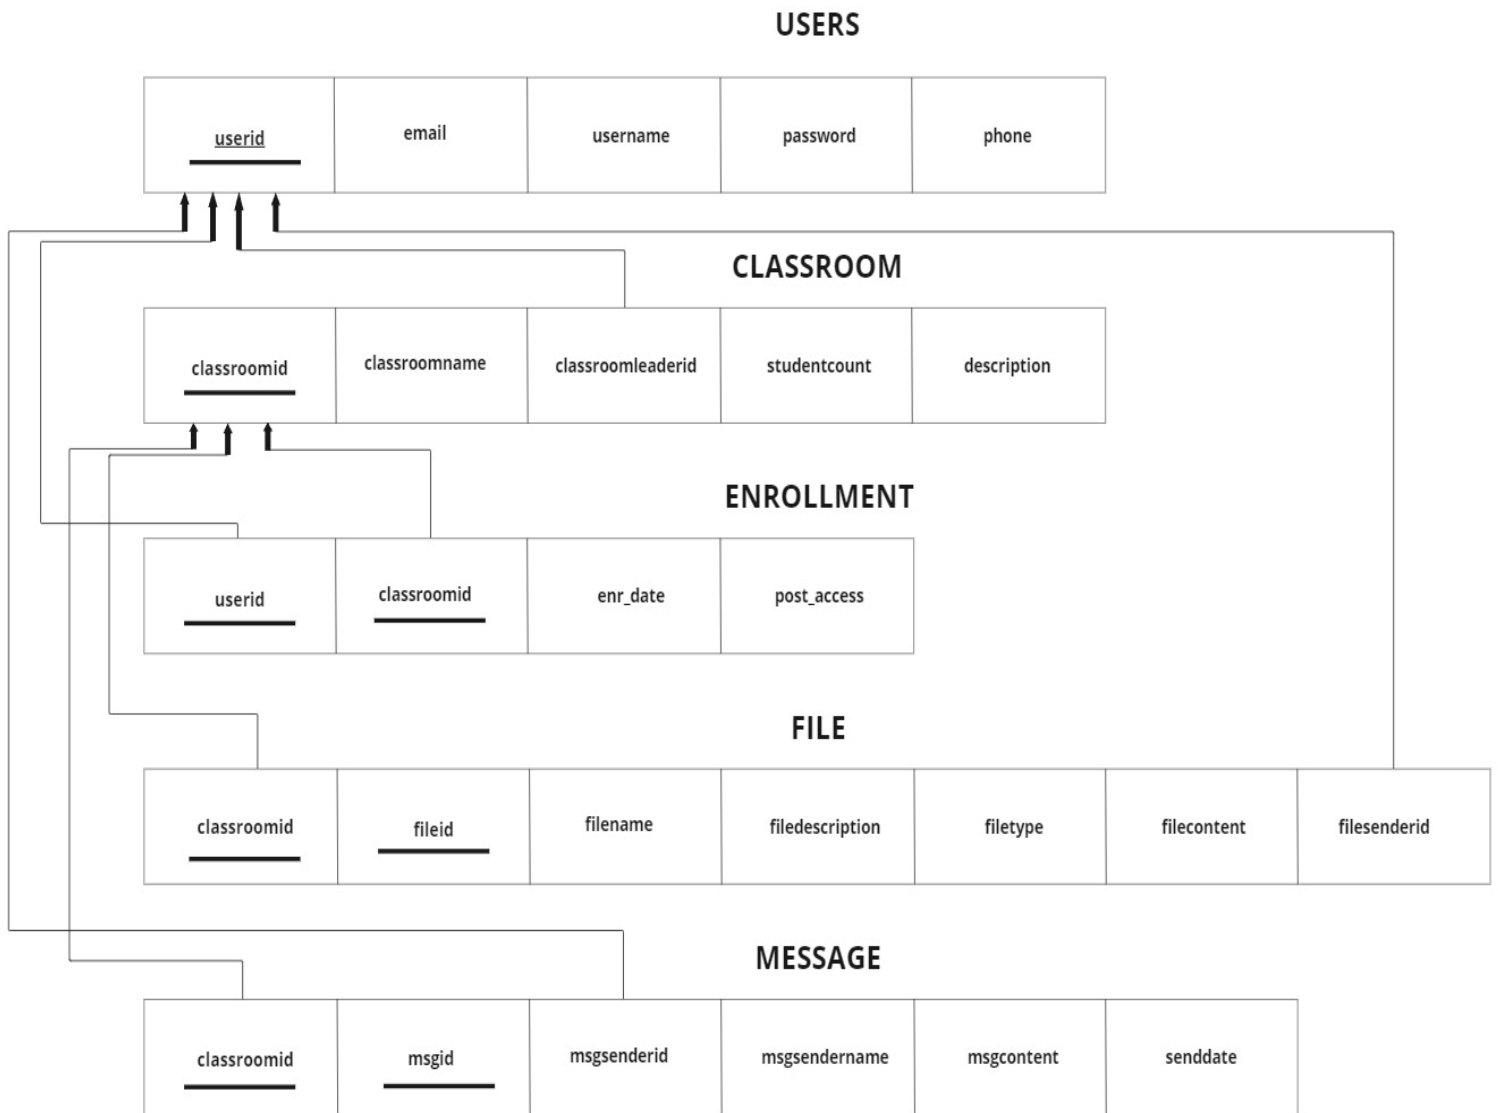 USERS
userid email username password phone
CLASSROOM
classroomid classroomname classroomleaderid studentcount description
ENROLLMENT
userid classroomid enr_date post_access
FILE
classroomid fileid filename filedescription filetype filecontent filesenderid
MESSAGE
classroomid msgid msgsenderid msgsendername msgcontent senddate